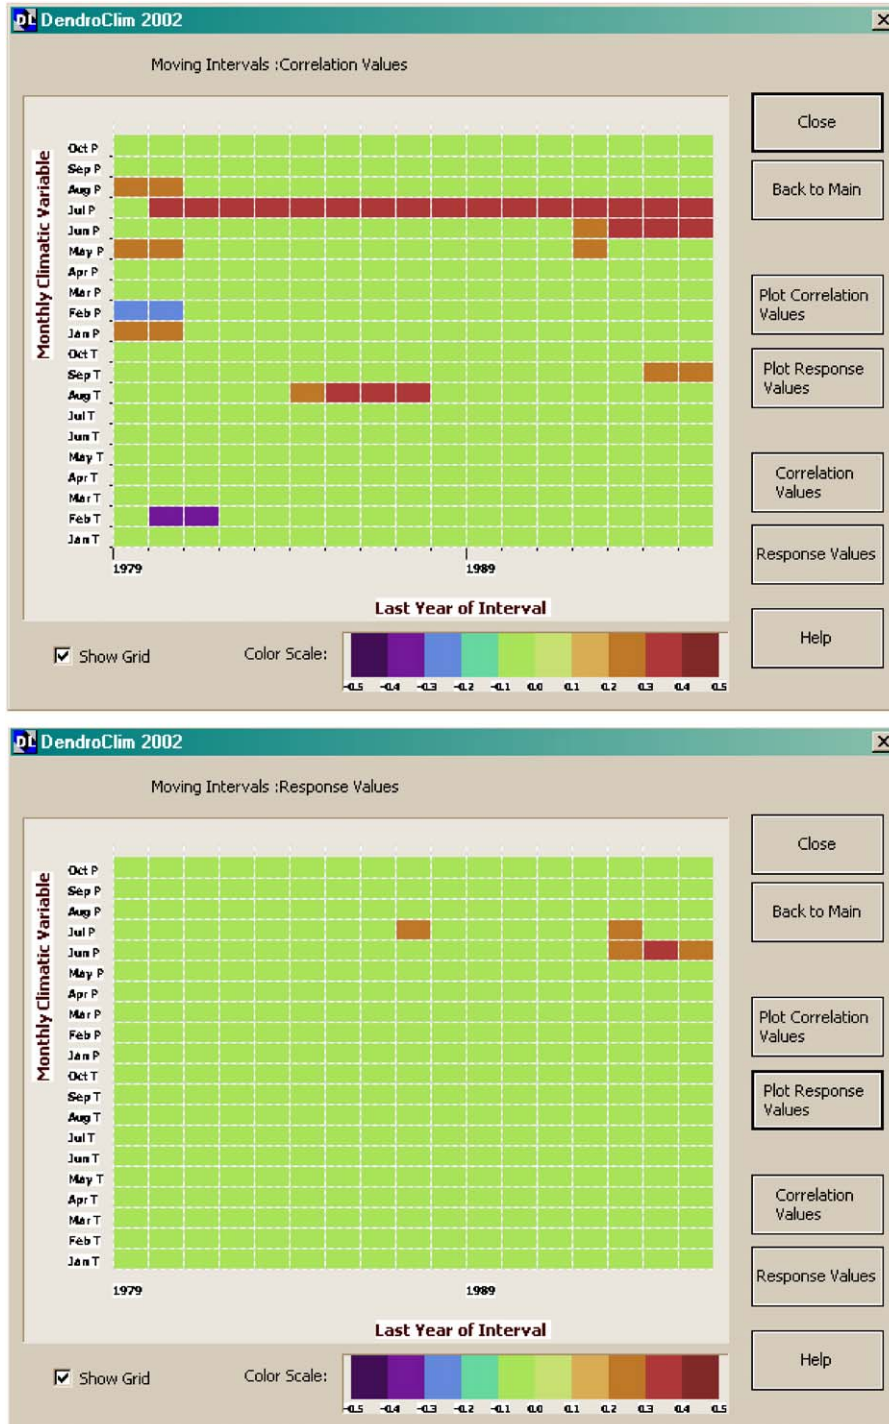 DendroClim 2002
Moving Intervals :Correlation Values
Close
Back to Main
Plot Correlation
Values
Plot Response
Values
Correlation
Values
Response Values
Help
Monthly Climatic Variable
Oct P
Sep P
Aug P
Jul P
Jun P
May P
Apr P
Mar P
Feb P
Jan P
Oct T
Sep T
Aug T
Jul T
Jun T
May T
Apr T
Mar T
Feb T
Jan T
1979 1989
Last Year of Interval
Show Grid
Color Scale:
-0.5 -0.4 -0.3 -0.2 -0.1 0.0 0.1 0.2 0.3 0.4 0.5
DendroClim 2002
Moving Intervals :Response Values
Close
Back to Main
Plot Correlation
Values
Plot Response
Values
Correlation
Values
Response Values
Help
Monthly Climatic Variable
Oct P
Sep P
Aug P
Jul P
Jun P
May P
Apr P
Mar P
Feb P
Jan P
Oct T
Sep T
Aug T
Jul T
Jun T
May T
Apr T
Mar T
Feb T
Jan T
1979 1989
Last Year of Interval
Show Grid
Color Scale:
-0.5 -0.4 -0.3 -0.2 -0.1 0.0 0.1 0.2 0.3 0.4 0.5